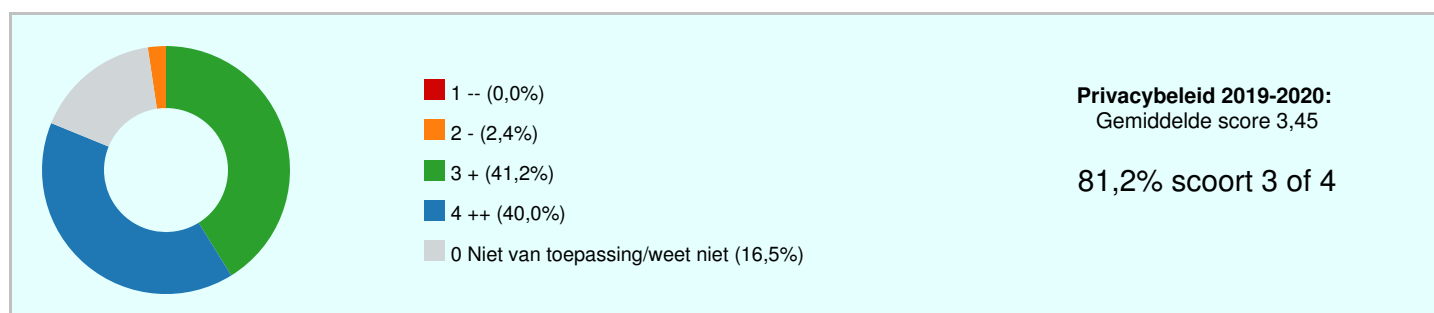 1 -- (0,0%)
2 - (2,4%)
3 + (41,2%)
4 ++ (40,0%)
0 Niet van toepassing/weet niet (16,5%)
Privacybeleid 2019-2020:
Gemiddelde score 3,45
81,2% scoort 3 of 4